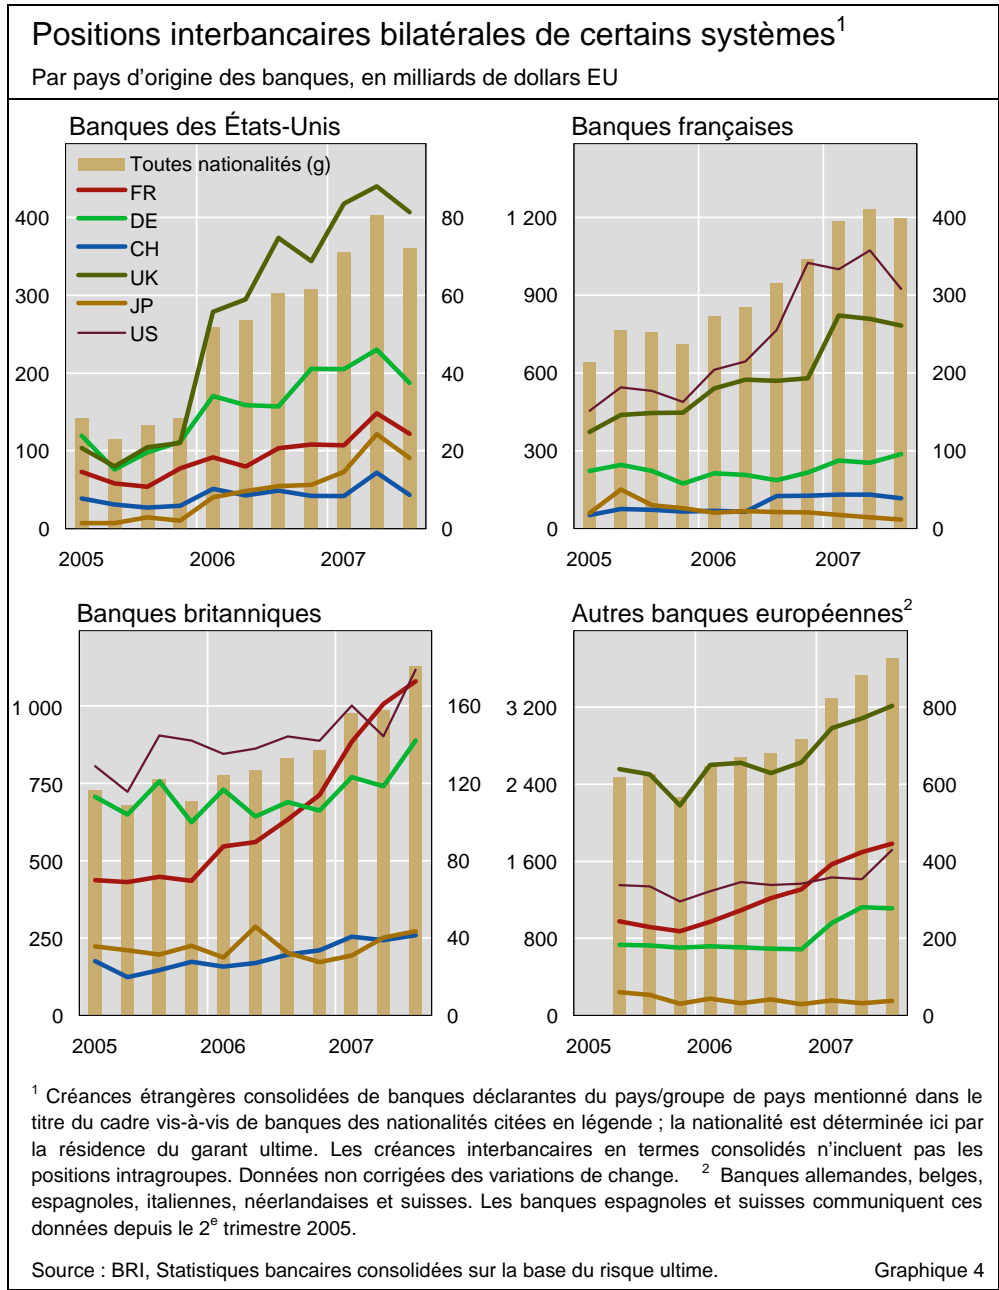 Positions interbancaires bilatérales de certains systèmes1
Par pays d'origine des banques, en milliards de dollars EU
Banques des États-Unis
Toutes nationalités (g)
FR
DE
CH
UK
JP
US
400
300
200
100
0
80
60
40
20
0
2005
2006
2007
Banques françaises
1 200
900
600
300
0
400
300
200
100
0
2005
2006
2007
Banques britanniques
1 000
750
500
250
0
160
120
80
40
0
2005
2006
2007
Autres banques européennes2
3 200
2 400
1 600
800
0
800
600
400
200
0
2005
2006
2007
1 Créances étrangères consolidées de banques déclarantes du pays/groupe de pays mentionné dans le
titre du cadre vis-à-vis de banques des nationalités citées en légende ; la nationalité est déterminée ici par
la résidence du garant ultime. Les créances interbancaires en termes consolidés n'incluent pas les
positions intragroupes. Données non corrigées des variations de change. 2 Banques allemandes, belges,
espagnoles, italiennes, néerlandaises et suisses. Les banques espagnoles et suisses communiquent ces
données depuis le 2e trimestre 2005.
Source : BRI, Statistiques bancaires consolidées sur la base du risque ultime.
Graphique 4